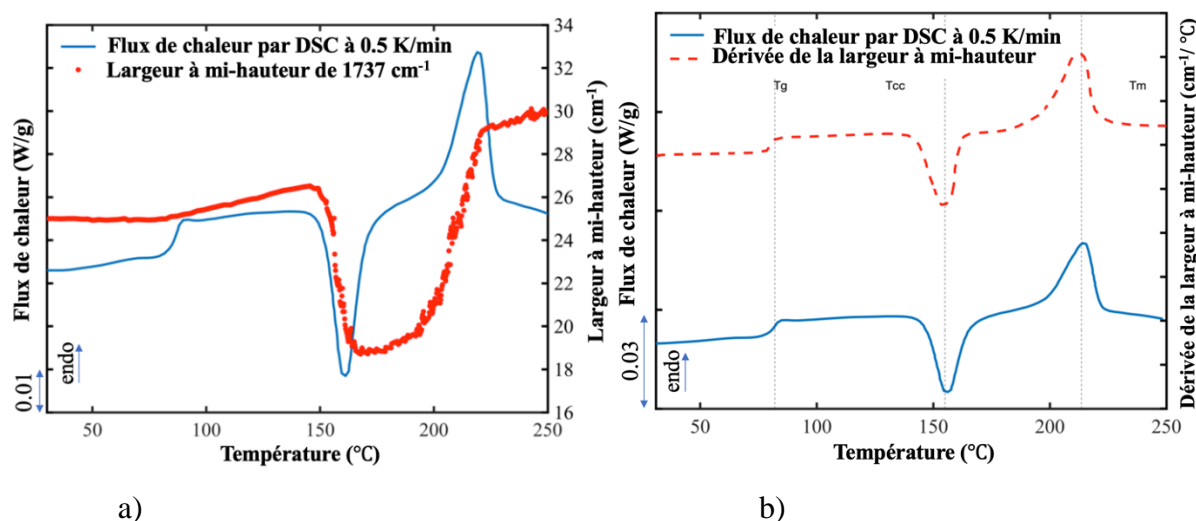 Flux de chaleur par DSC à 0.5 K/min
Largeur à mi-hauteur de 1737 cm⁻¹
Flux de chaleur (W/g)
0.01
endo
34
32
30
28
26
24
22
20
18
16
Largeur à mi-hauteur (cm⁻¹)
50 100 150 200 250
Température (°C)
a)
Flux de chaleur par DSC à 0.5 K/min
Dérivée de la largeur à mi-hauteur
Tg Tcc Tm
Flux de chaleur (W/g)
0.03
endo
Dérivée de la largeur à mi-hauteur (cm⁻¹/ °C)
50 100 150 200 250
Température (°C)
b)